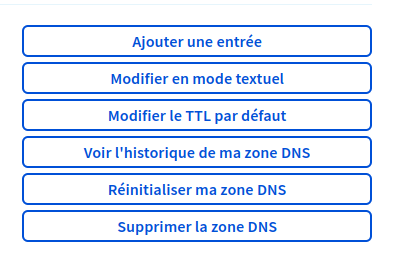 Ajouter une entrée
Modifier en mode textuel
Modifier le TTL par défaut
Voir l'historique de ma zone DNS
Réinitialiser ma zone DNS
Supprimer la zone DNS